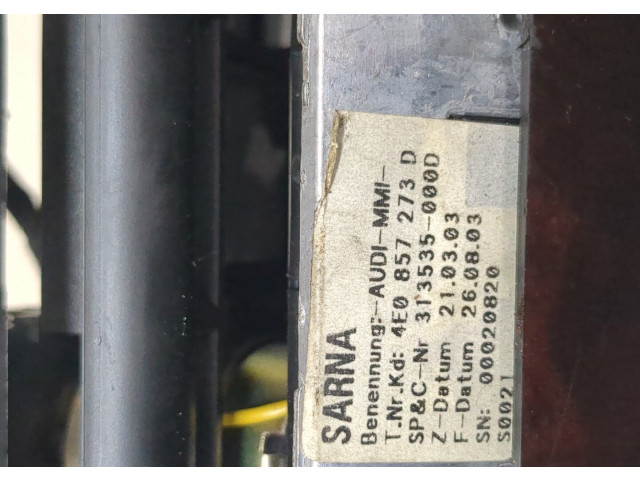 SARNA
Benennung:-AUDI-MMI-
T.Nr.Kd: 4E0 857 273 D
SP&C-Nr 313535-000D
Z-Datum 21.03.03
F-Datum 26.08.03
SN: 00020820
S0021